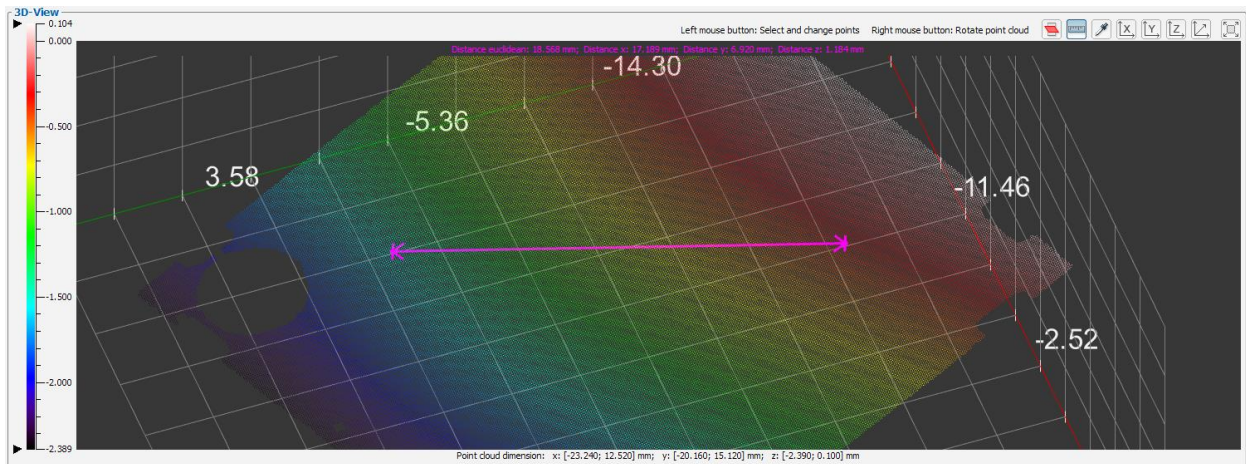 3D-View
Left mouse button: Select and change points Right mouse button: Rotate point cloud
X Y Z
Distance euclidean: 18.568 mm; Distance x: 17.189 mm; Distance y: 6.920 mm; Distance z: 1.184 mm
0.104
0.000
-0.500
-1.000
-1.500
-2.000
-2.389
-14.30
-5.36
3.58
-11.46
-2.52
Point cloud dimension: x: [-23.240; 12.520] mm; y: [-20.160; 15.120] mm; z: [-2.390; 0.100] mm